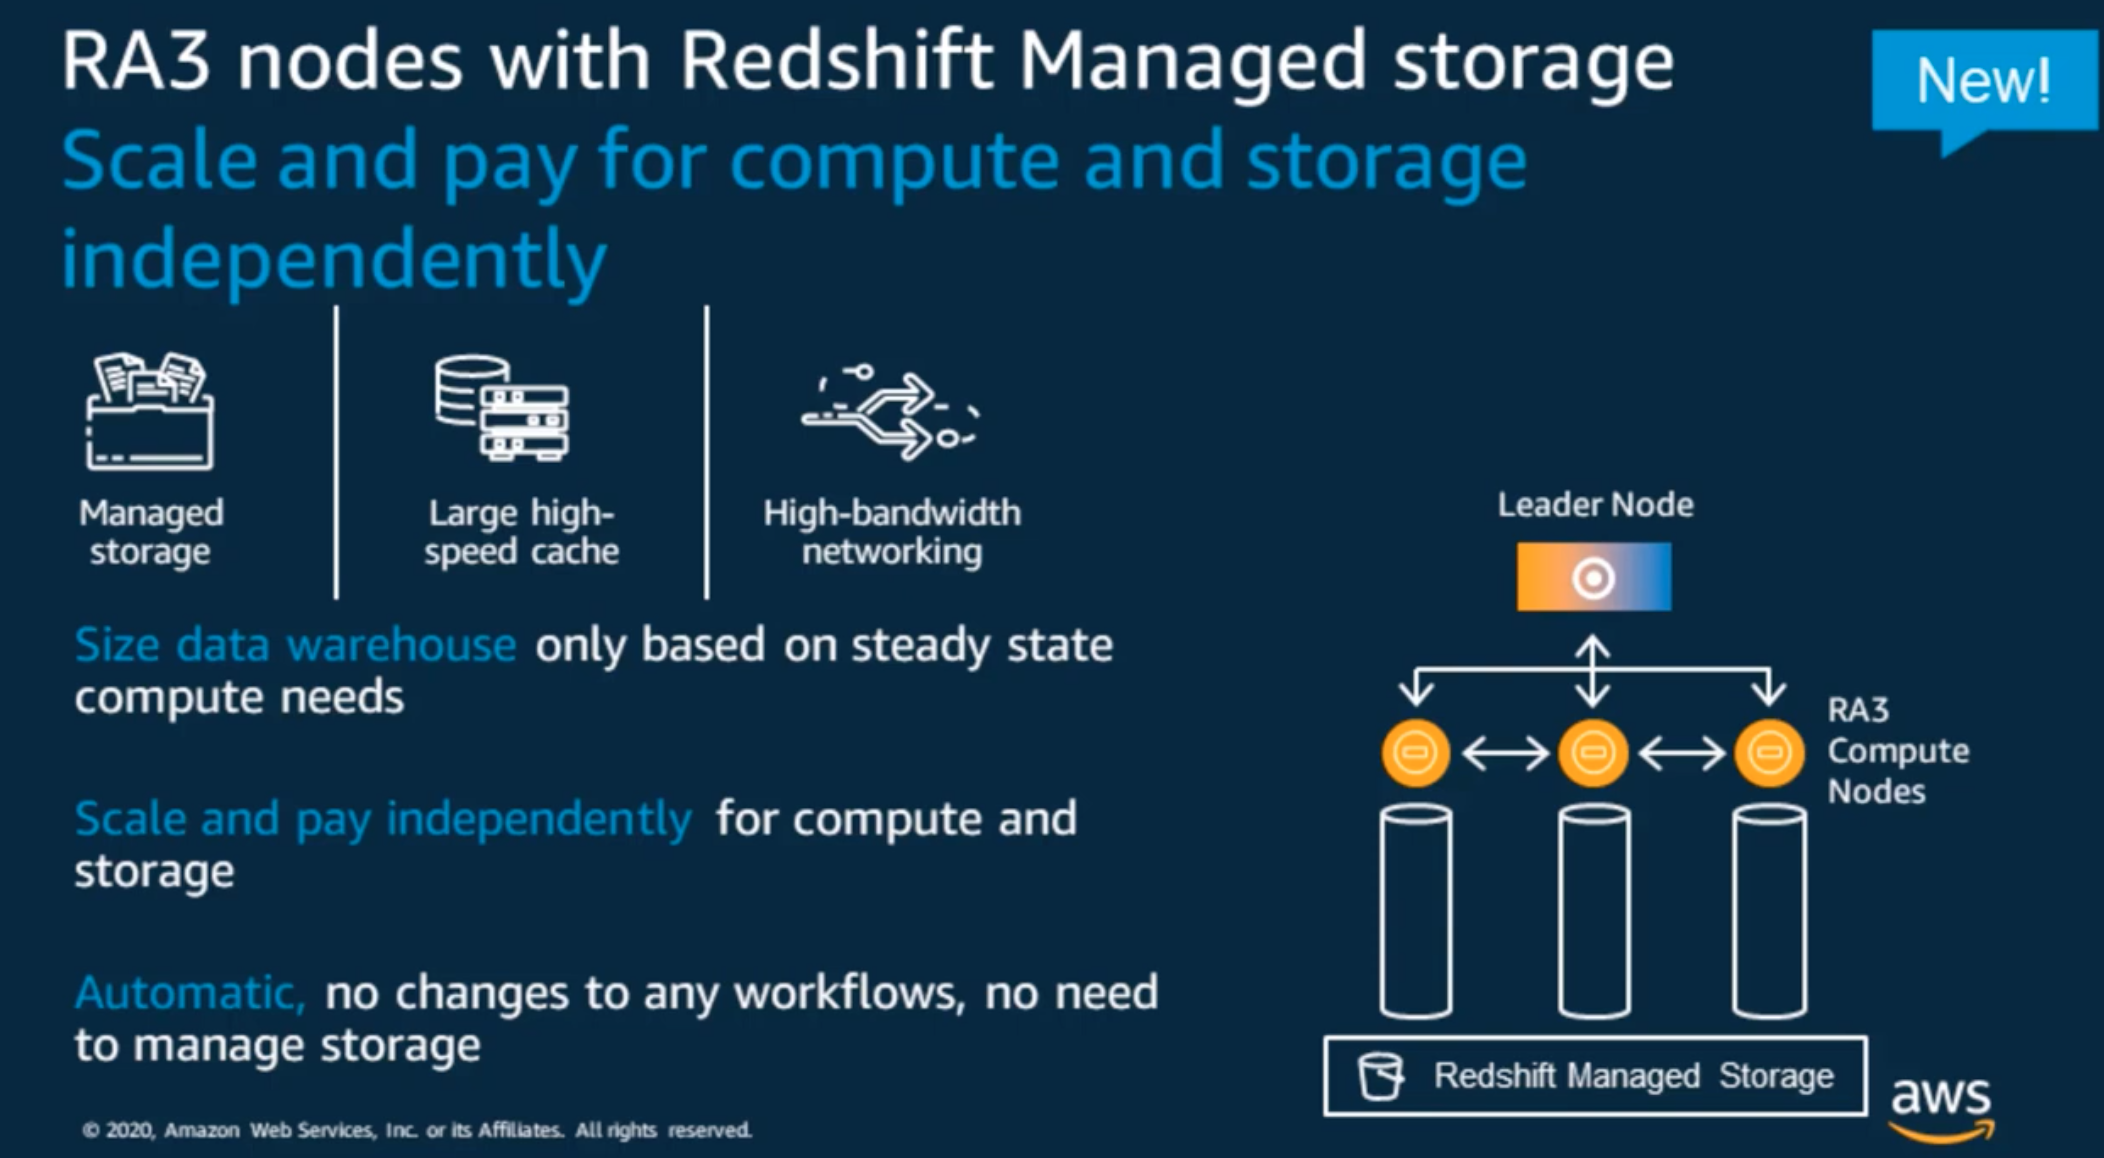 RA3 nodes with Redshift Managed storage
New!
Scale and pay for compute and storage
independently
Managed
storage
Large high-
speed cache
High-bandwidth
networking
Size data warehouse only based on steady state
compute needs
Scale and pay independently for compute and
storage
Automatic, no changes to any workflows, no need
to manage storage
Leader Node
RA3
Compute
Nodes
Redshift Managed Storage
aws
© 2020, Amazon Web Services, Inc. or its Affiliates. All rights reserved.